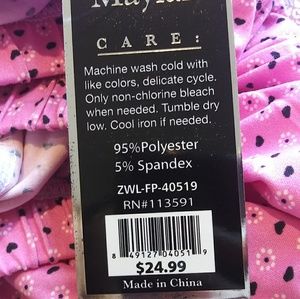 CARE:
Machine wash cold with
like colors, delicate cycle.
Only non-chlorine bleach
when needed. Tumble dry
low. Cool iron if needed.
95%Polyester
5% Spandex
ZWL-FP-40519
RN#113591
8 49127 04051 9
$24.99
Made in China